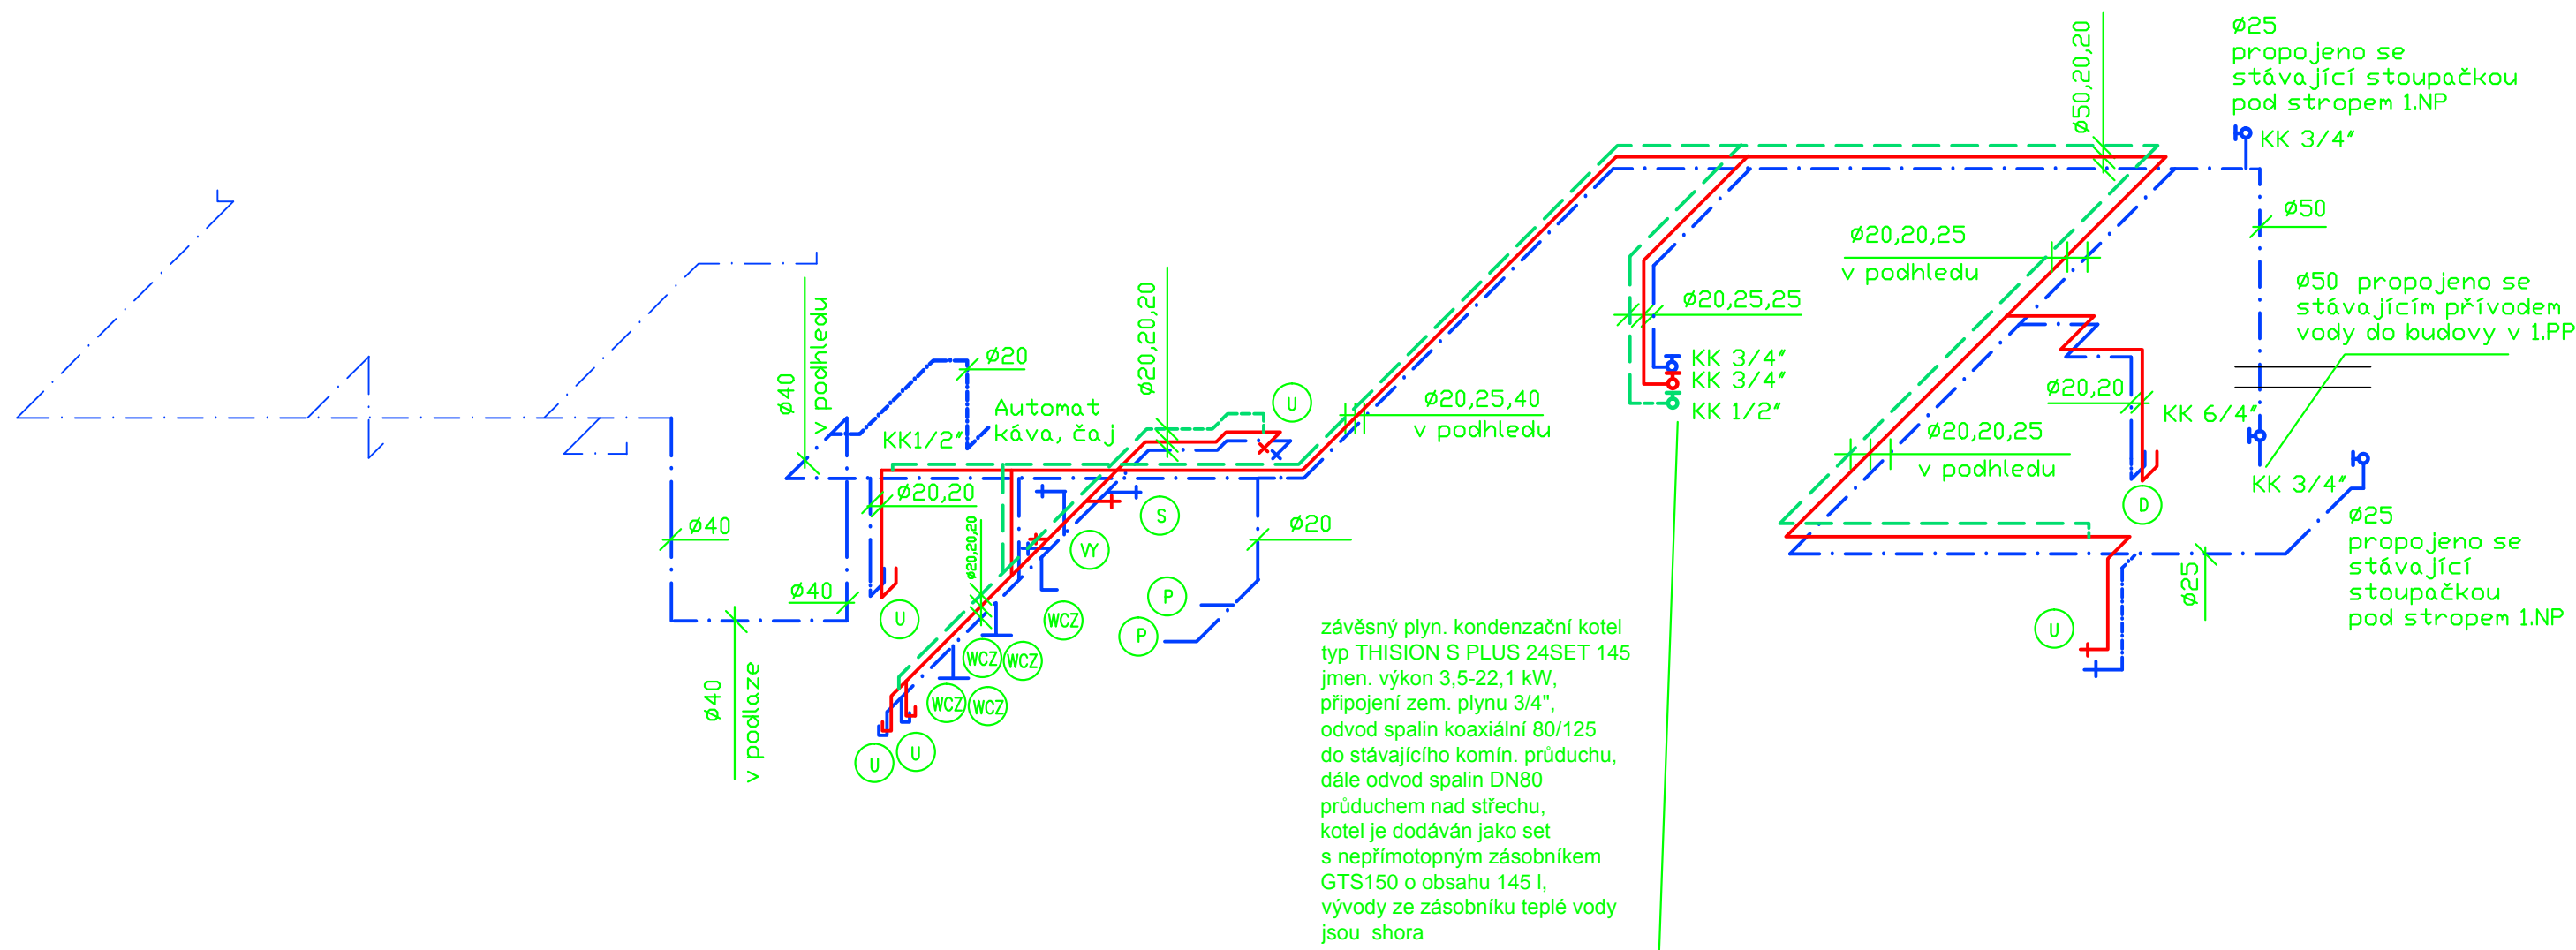 ø25
propojeno se
stávající stoupačkou
pod stropem 1.NP
KK 3/4"
ø50,20,20
ø50
ø20,20,25
v podhledu
ø50 propojeno se
stávajícím přívodem
vody do budovy v 1.PP
ø20,25,25
KK 3/4"
KK 3/4"
KK 1/2"
ø20,20
KK 6/4"
ø20,20,25
v podhledu
KK 3/4"
D
ø25
propojeno se
stávající
stoupačkou
pod stropem 1.NP
ø25
U
ø40
v podhledu
ø20
Automat
káva, čaj
KK1/2"
ø20,20,20
U
ø20,25,40
v podhledu
ø20,20
ø20,20,20
S
VY
ø20
ø40
ø40
U
WCZ
P
P
WCZ
WCZ
WCZ
WCZ
U
U
ø40
v podlaze
závěsný plyn. kondenzační kotel
typ THISION S PLUS 24SET 145
jmen. výkon 3,5-22,1 kW,
připojení zem. plynu 3/4",
odvod spalin koaxiální 80/125
do stávajícího komín. průduchu,
dále odvod spalin DN80
průduchem nad střechu,
kotel je dodáván jako set
s nepřímotopným zásobníkem
GTS150 o obsahu 145 l,
vývody ze zásobníku teplé vody
jsou shora